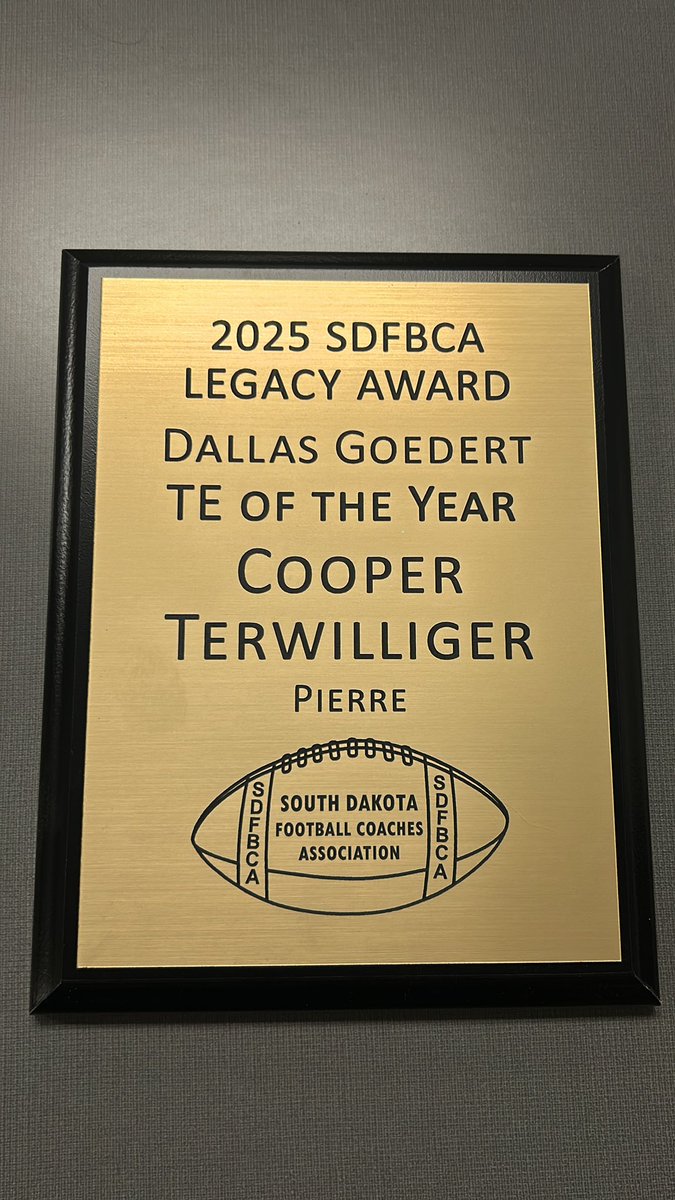 2025 SDFBCA
LEGACY AWARD
DALLAS GOEDERT
TE OF THE YEAR
COOPER
TERWILLIGER
PIERRE
SDFBCA
SOUTH DAKOTA
FOOTBALL COACHES
ASSOCIATION
SDFBCA